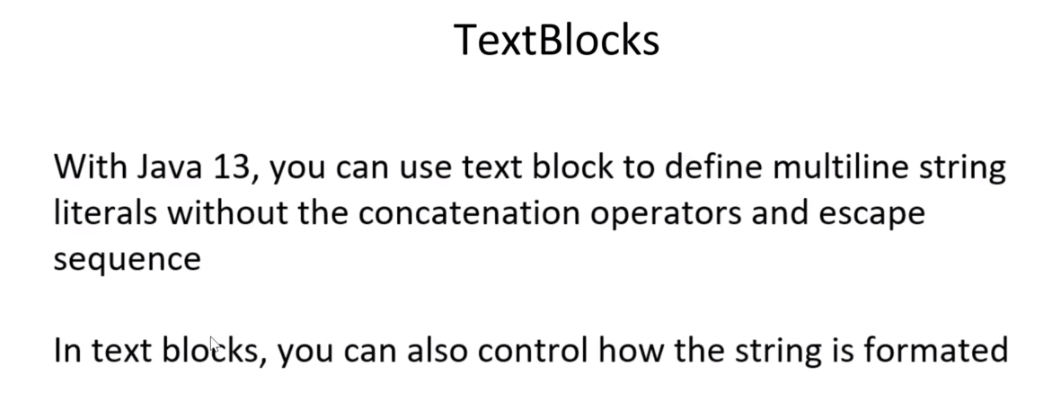 TextBlocks
With Java 13, you can use text block to define multiline string
literals without the concatenation operators and escape
sequence
In text blocks, you can also control how the string is formated